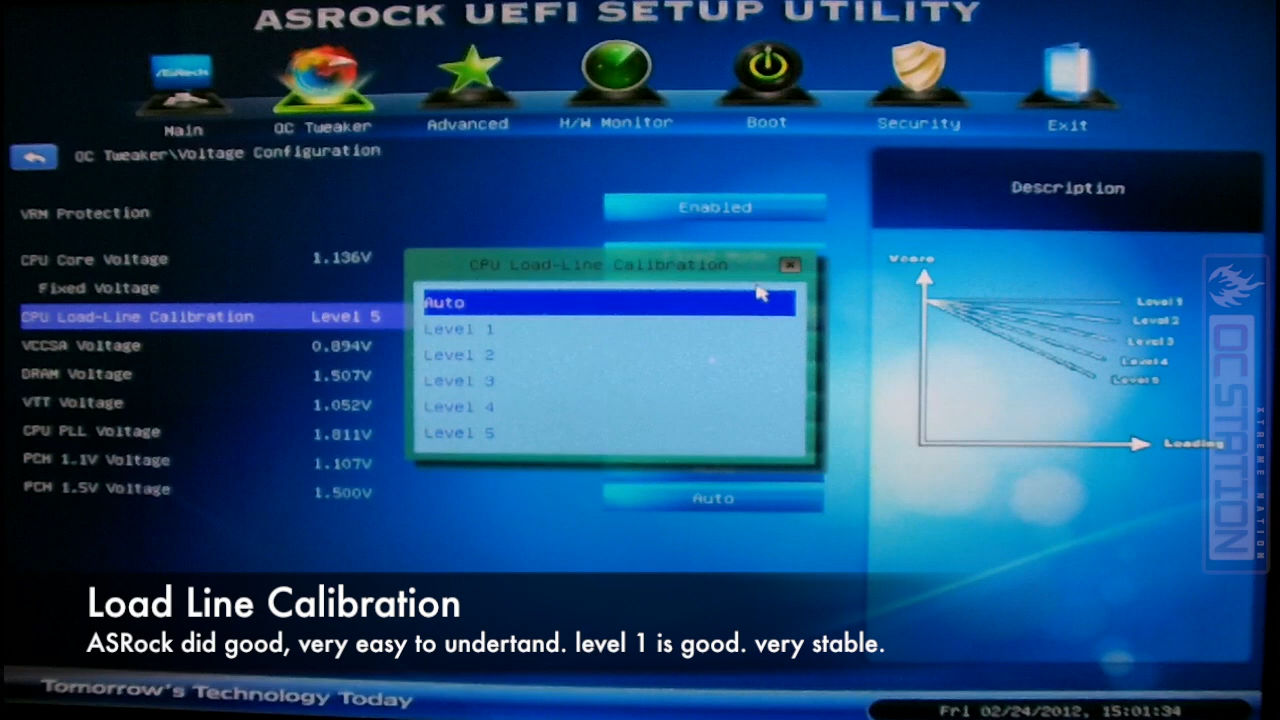 ASROCK UEFI SETUP UTILITY
ASRock
Main
OC Tweaker
Advanced
H/W Monitor
Boot
Security
Exit
OC Tweaker\Voltage Configuration
VRM Protection
Enabled
CPU Core Voltage 1.136V
Fixed Voltage
CPU Load-Line Calibration Level 5
VCCSA Voltage 0.894V
DRAM Voltage 1.507V
VTT Voltage 1.052V
CPU PLL Voltage 1.811V
PCH 1.1V Voltage 1.107V
PCH 1.5V Voltage 1.500V
Auto
CPU Load-Line Calibration
Auto
Level 1
Level 2
Level 3
Level 4
Level 5
Description
Vcore
Level 1
Level 2
Level 3
Level 4
Level 5
Loading
OC STATION
XTREME NATION
Load Line Calibration
ASRock did good, very easy to undertand. level 1 is good. very stable.
Tomorrow's Technology Today
Fri 02/24/2012, 15:01:34